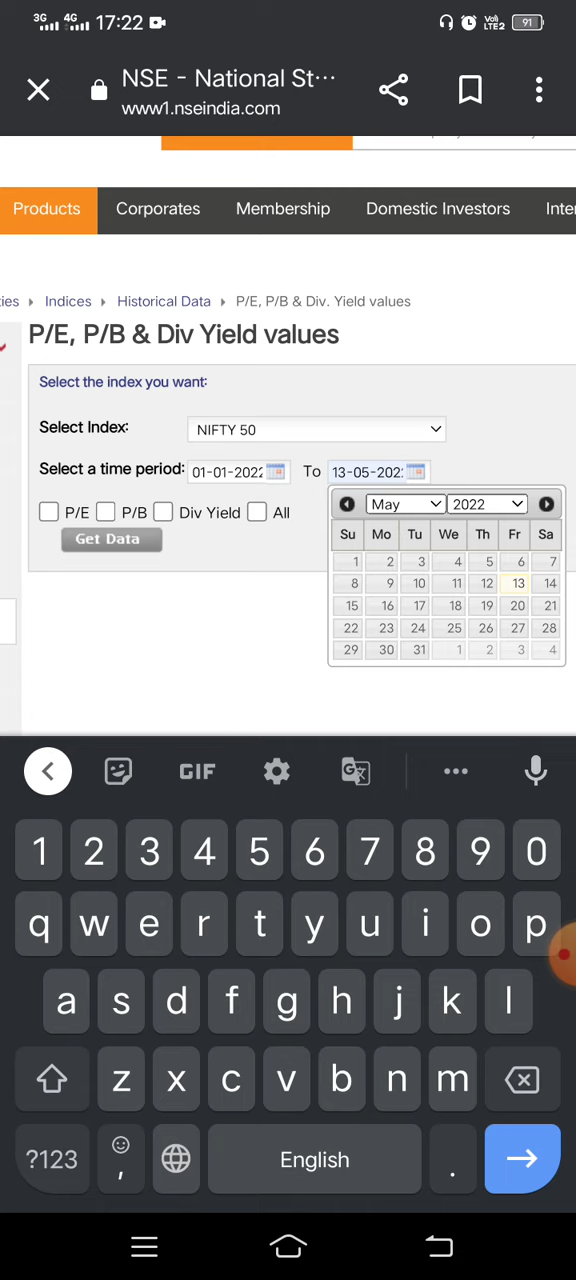 3G 4G 17:22 Vo) LTE2 91
NSE - National St···
www1.nseindia.com
Products Corporates Membership Domestic Investors Inter
ties Indices Historical Data P/E, P/B & Div. Yield values
P/E, P/B & Div Yield values
Select the index you want:
Select Index: NIFTY 50
Select a time period: 01-01-2022 To 13-05-202
P/E P/B Div Yield All
Get Data
May 2022
Su Mo Tu We Th Fr Sa
1 2 3 4 5 6 7
8 9 10 11 12 13 14
15 16 17 18 19 20 21
22 23 24 25 26 27 28
29 30 31 1 2 3 4
GIF
1 2 3 4 5 6 7 8 9 0
q w e r t y u i o p
a s d f g h j k l
z x c v b n m
?123 , English .